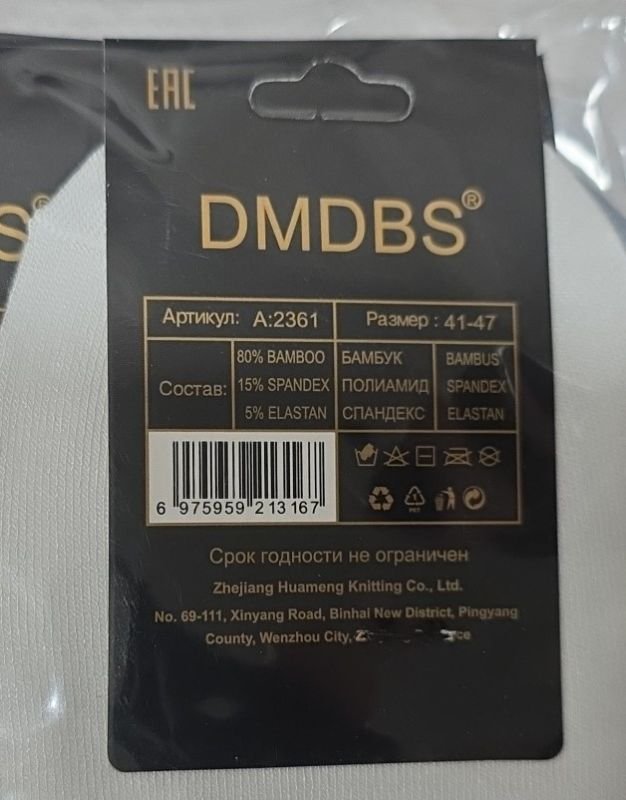 EAC
DMDBS®
S®
Артикул: A:2361 Размер : 41-47
Состав:
80% BAMBOO БАМБУК BAMBUS
15% SPANDEX ПОЛИАМИД SPANDEX
5% ELASTAN СПАНДЕКС ELASTAN
6 975959 213167
Срок годности не ограничен
Zhejiang Huameng Knitting Co., Ltd.
No. 69-111, Xinyang Road, Binhai New District, Pingyang
County, Wenzhou City,